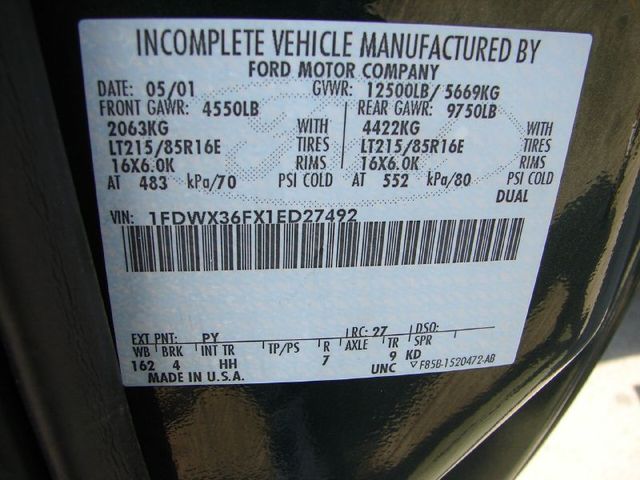 INCOMPLETE VEHICLE MANUFACTURED BY
FORD MOTOR COMPANY
DATE: 05/01 GVWR: 12500LB/ 5669KG
FRONT GAWR: 4550LB REAR GAWR: 9750LB
2063KG WITH 4422KG WITH
LT215/85R16E TIRES LT215/85R16E TIRES
16X6.0K RIMS 16X6.0K RIMS
AT 483 kPa/70 PSI COLD AT 552 kPa/80 PSI COLD
DUAL
VIN: 1FDWX36FX1ED27492
EXT PNT: PY RC: 27 DSO:
WB BRK INT TR TP/PS R AXLE TR SPR
162 4 HH 7 9 KD
UNC F85B-1520472-AB
MADE IN U.S.A.